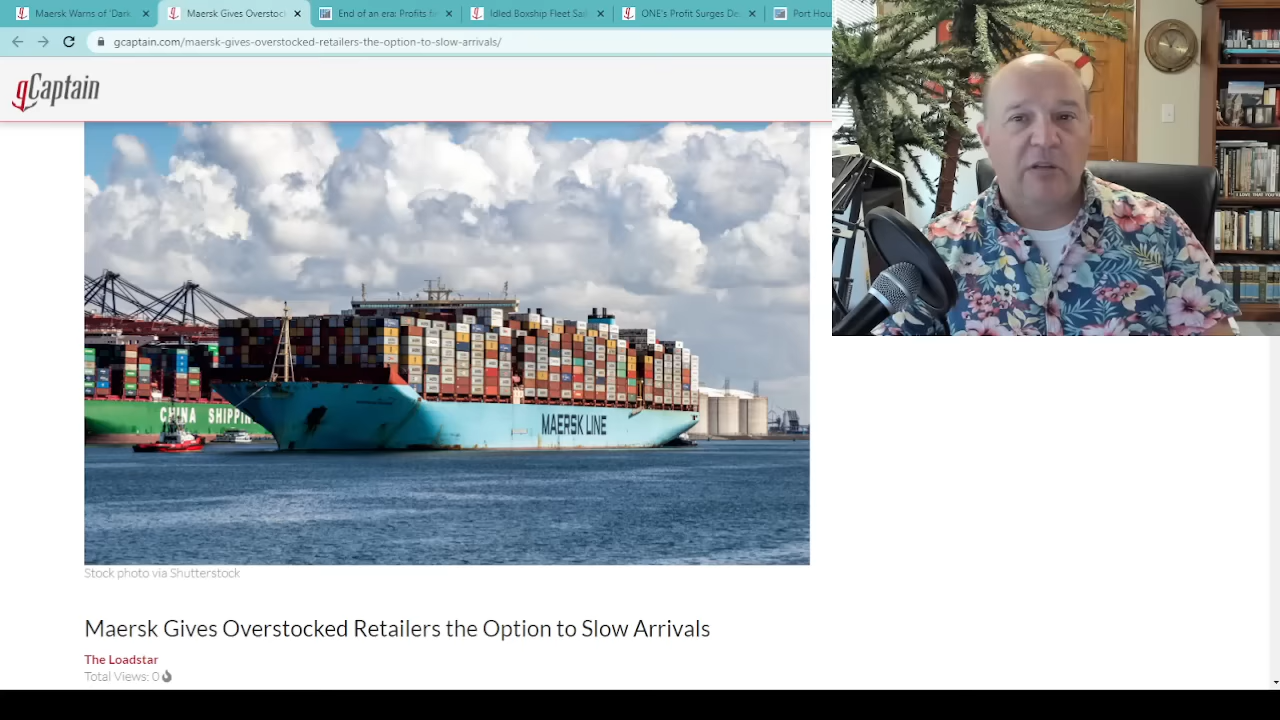 Maersk Warns of 'Dark
Maersk Gives Overstoc
End of an era: Profits fa
Idled Boxship Fleet Sai
ONE's Profit Surges De
Port Hou
gcaptain.com/maersk-gives-overstocked-retailers-the-option-to-slow-arrivals/
gCaptain
CHINA SHIPPIN
MAERSK LINE
Stock photo via Shutterstock
Maersk Gives Overstocked Retailers the Option to Slow Arrivals
The Loadstar
Total Views: 0